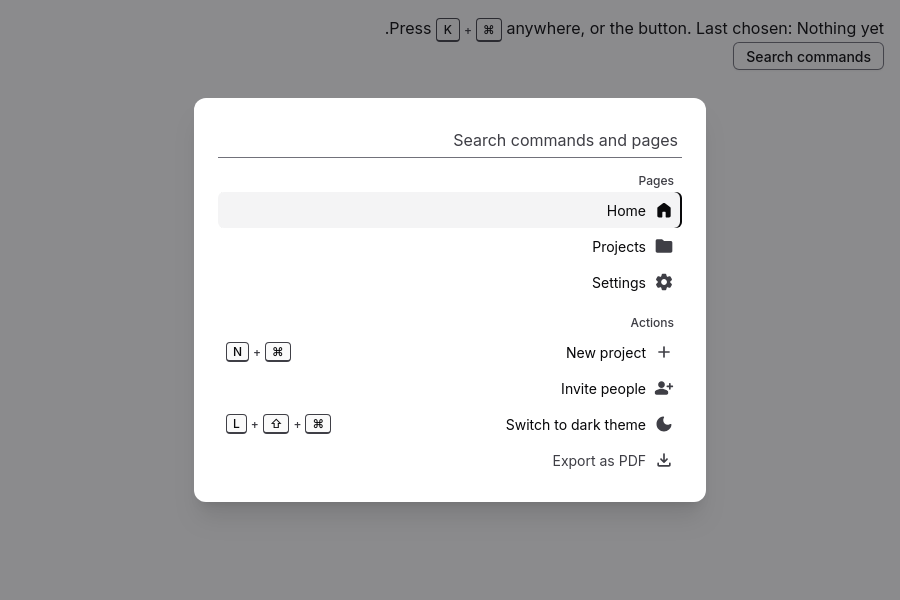 .Press K + ⌘ anywhere, or the button. Last chosen: Nothing yet
Search commands
Search commands and pages
Pages
Home
Projects
Settings
Actions
New project N + ⌘
Invite people
Switch to dark theme L + ⇧ + ⌘
Export as PDF